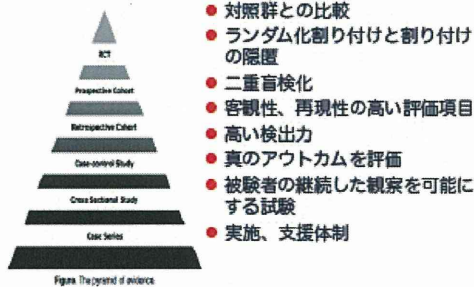 RCT
Prospective Cohort
Retrospective Cohort
Case-control Study
Cross Sectional Study
Case Series
Figure. The pyramid of evidence
● 対照群との比較
● ランダム化割り付けと割り付け
の隠匿
● 二重盲検化
● 客観性、再現性の高い評価項目
● 高い検出力
● 真のアウトカムを評価
● 被験者の継続した観察を可能に
する試験
● 実施、支援体制